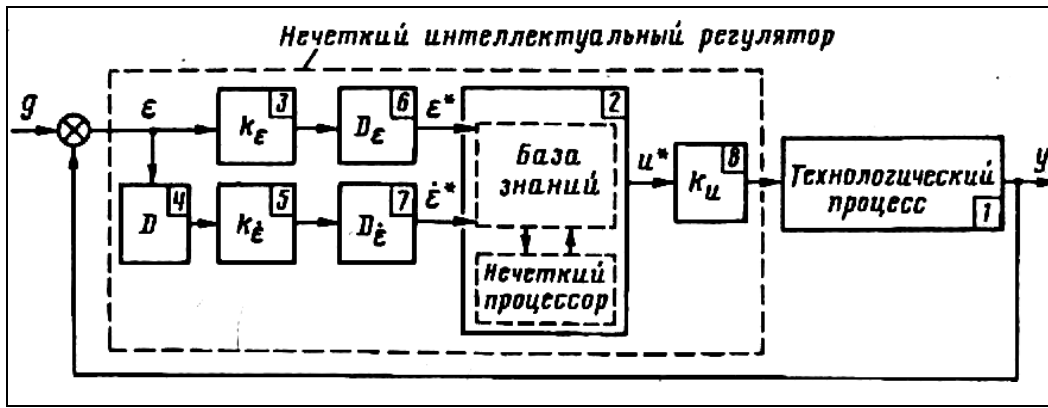 Нечеткий интеллектуальный регулятор
g
ε
3
K_ε
6
D_ε
ε*
2
База
знаний
u*
8
K_u
Технологический
процесс
1
y
4
D
5
K_ε̇
7
D_ε̇
ε̇*
Нечеткий
процессор